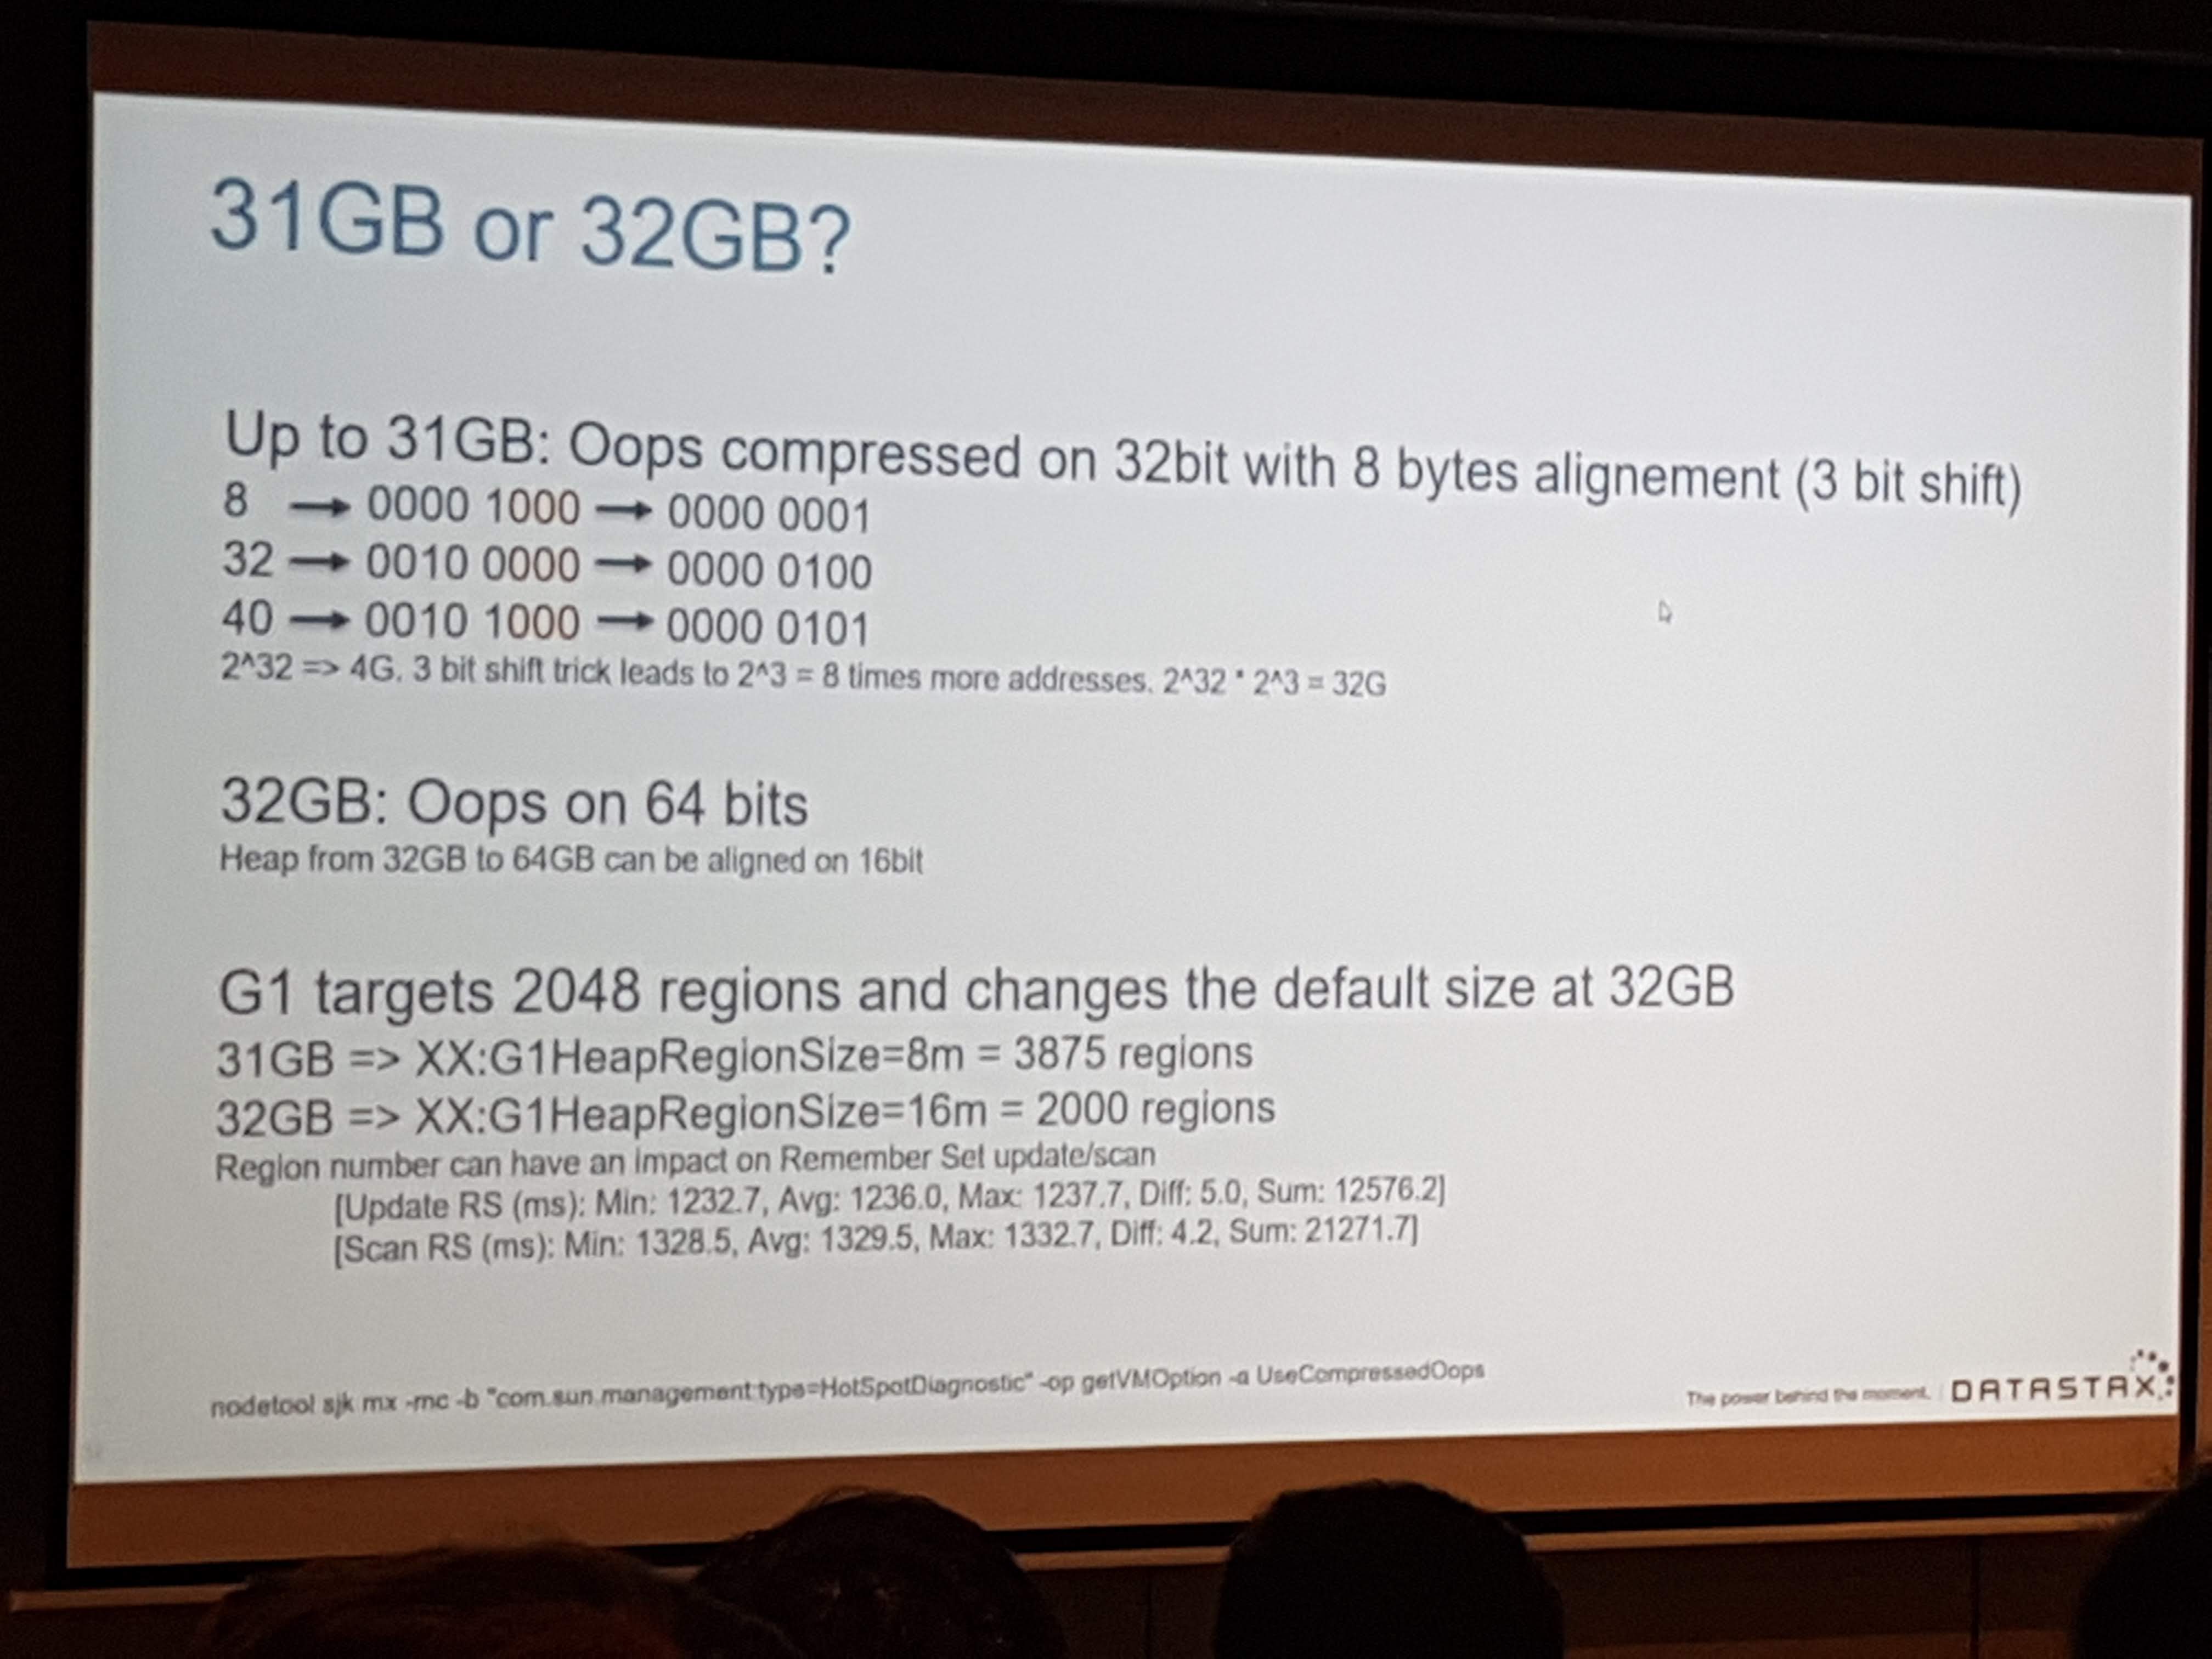 31GB or 32GB?
Up to 31GB: Oops compressed on 32bit with 8 bytes alignement (3 bit shift)
8 → 0000 1000 → 0000 0001
32 → 0010 0000 → 0000 0100
40 → 0010 1000 → 0000 0101
2^32 => 4G. 3 bit shift trick leads to 2^3 = 8 times more addresses. 2^32 * 2^3 = 32G
32GB: Oops on 64 bits
Heap from 32GB to 64GB can be aligned on 16bit
G1 targets 2048 regions and changes the default size at 32GB
31GB => XX:G1HeapRegionSize=8m = 3875 regions
32GB => XX:G1HeapRegionSize=16m = 2000 regions
Region number can have an impact on Remember Set update/scan
[Update RS (ms): Min: 1232.7, Avg: 1236.0, Max: 1237.7, Diff: 5.0, Sum: 12576.2]
[Scan RS (ms): Min: 1328.5, Avg: 1329.5, Max: 1332.7, Diff: 4.2, Sum: 21271.7]
nodetool sjk mx -mc -b "com.sun.management:type=HotSpotDiagnostic" -op getVMOption -a UseCompressedOops
The power behind the moment. DATASTAX